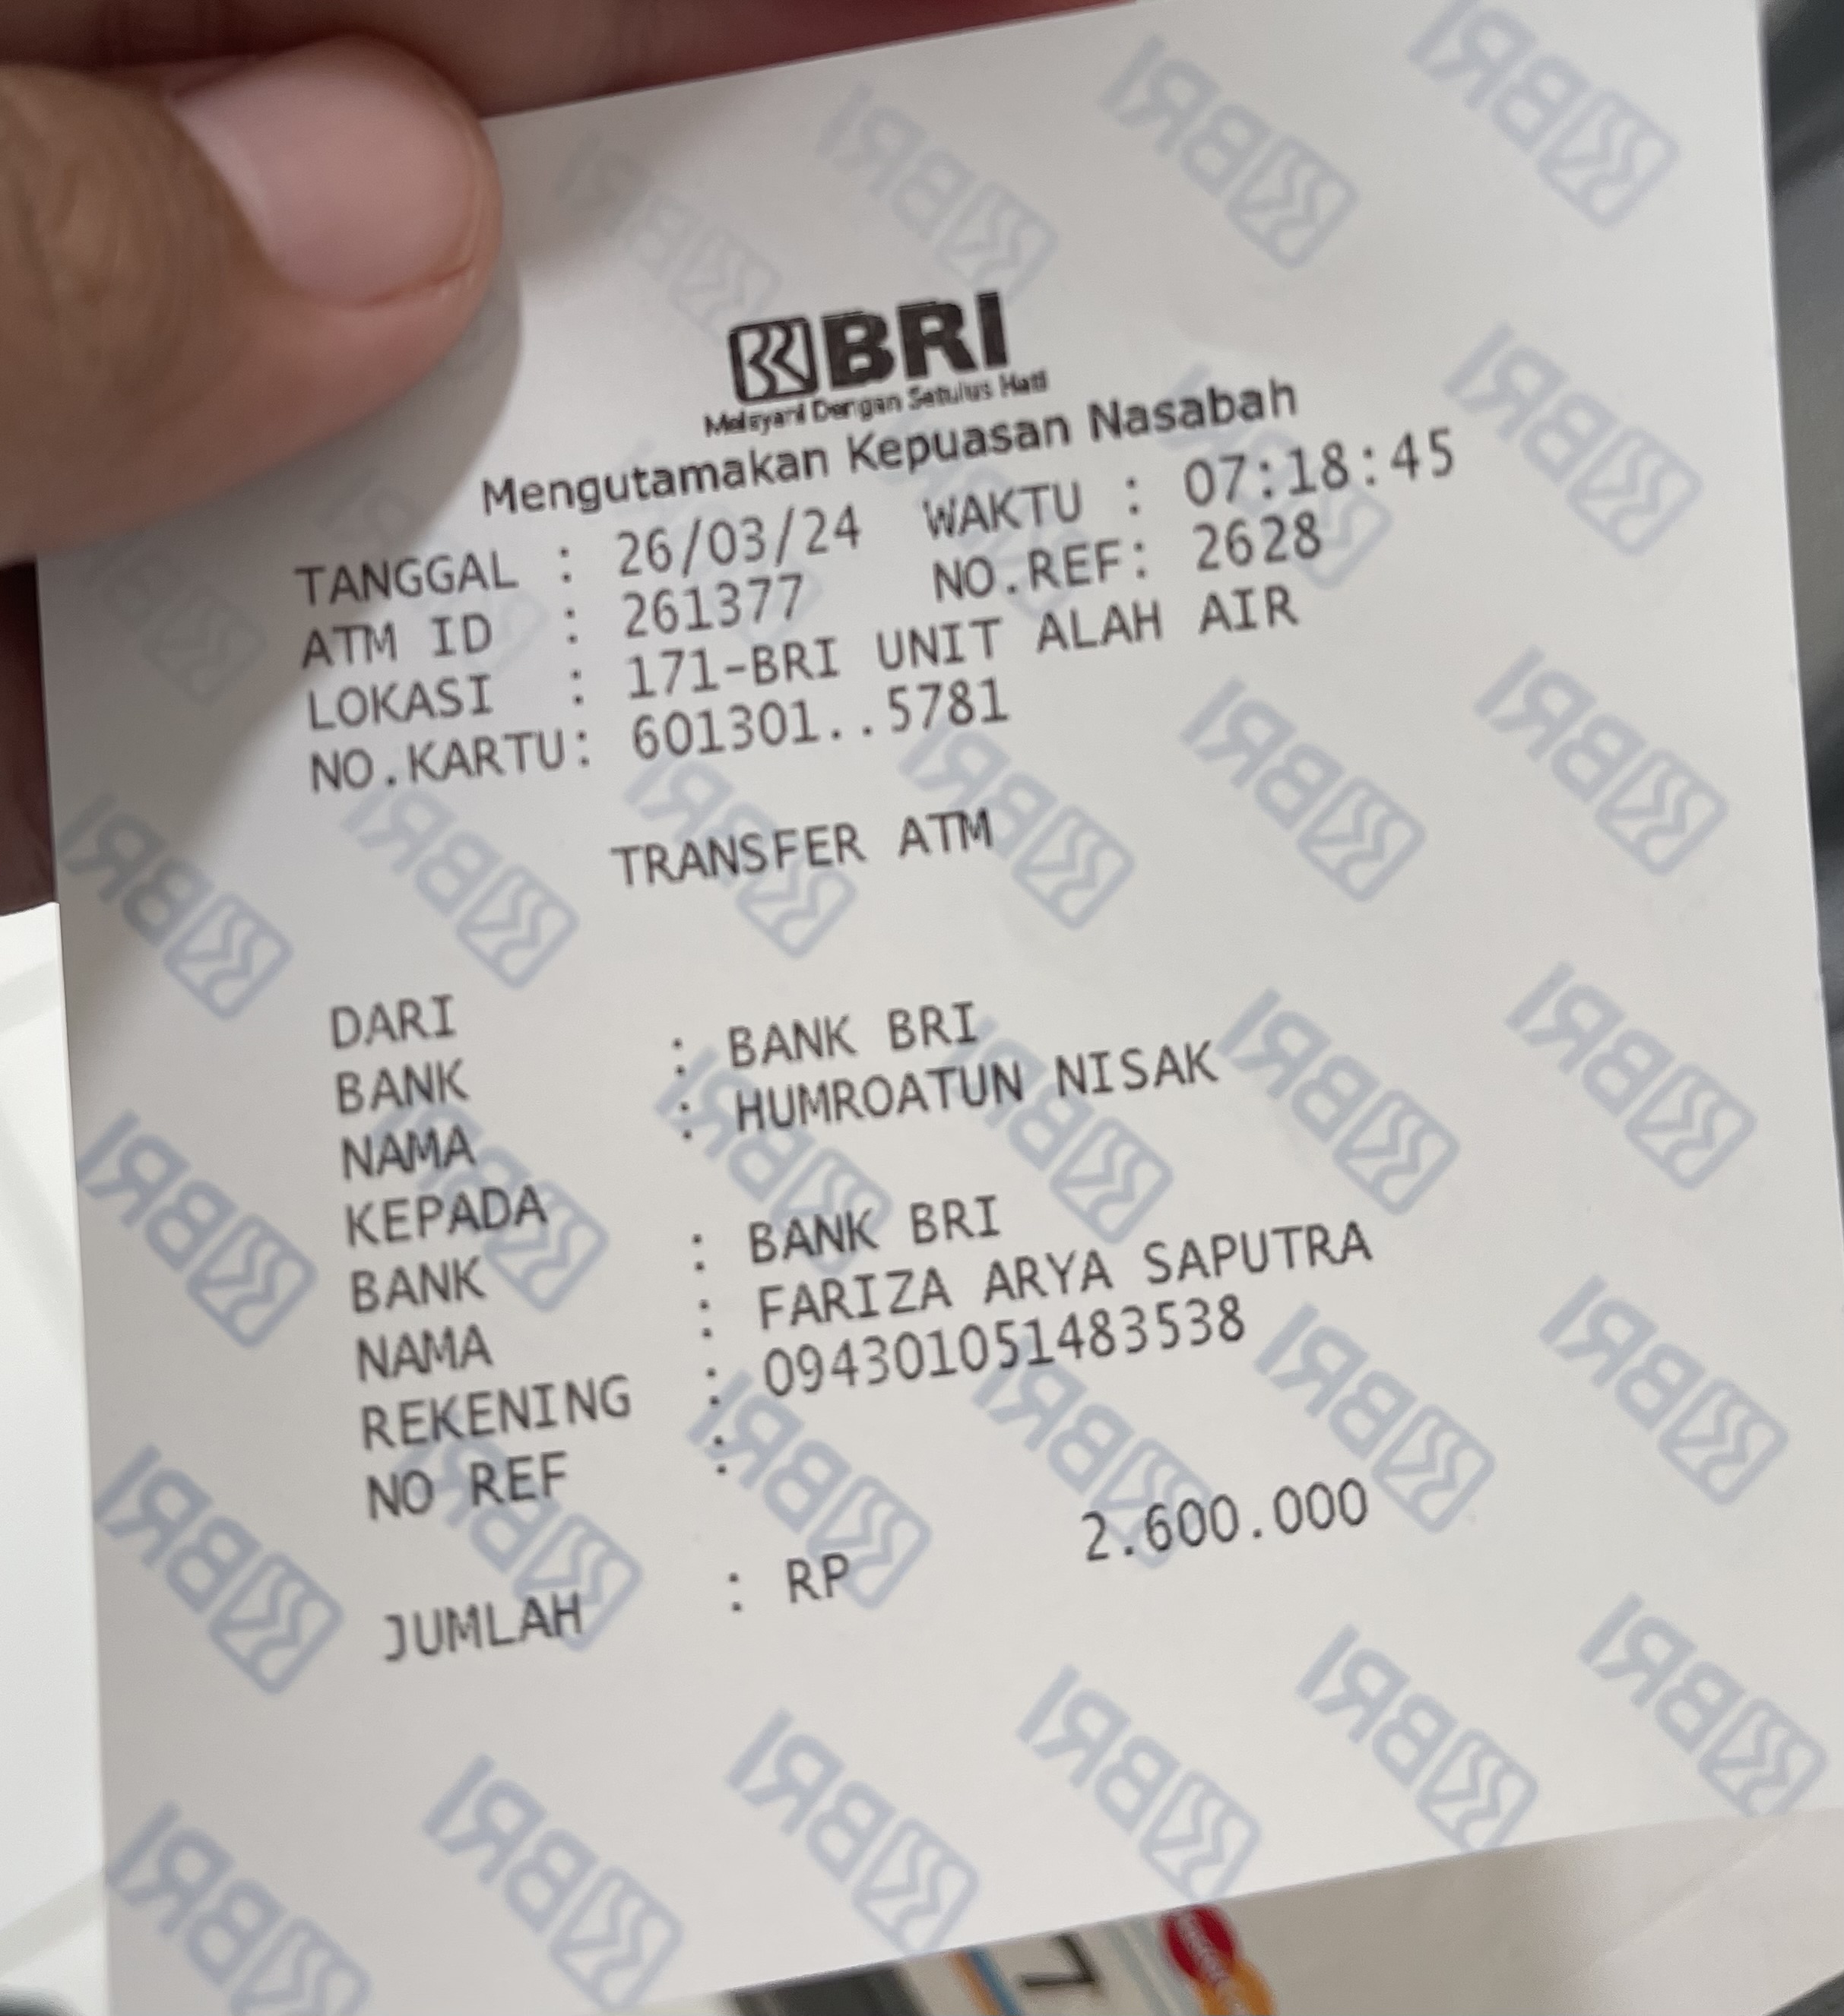 BRI
Melayani Dengan Setulus Hati
Mengutamakan Kepuasan Nasabah
TANGGAL : 26/03/24 WAKTU : 07:18:45
ATM ID : 261377 NO.REF: 2628
LOKASI : 171-BRI UNIT ALAH AIR
NO.KARTU: 601301..5781
TRANSFER ATM
DARI
BANK : BANK BRI
NAMA : HUMROATUN NISAK
KEPADA
BANK : BANK BRI
NAMA : FARIZA ARYA SAPUTRA
REKENING : 094301051483538
NO REF :
JUMLAH : RP 2.600.000